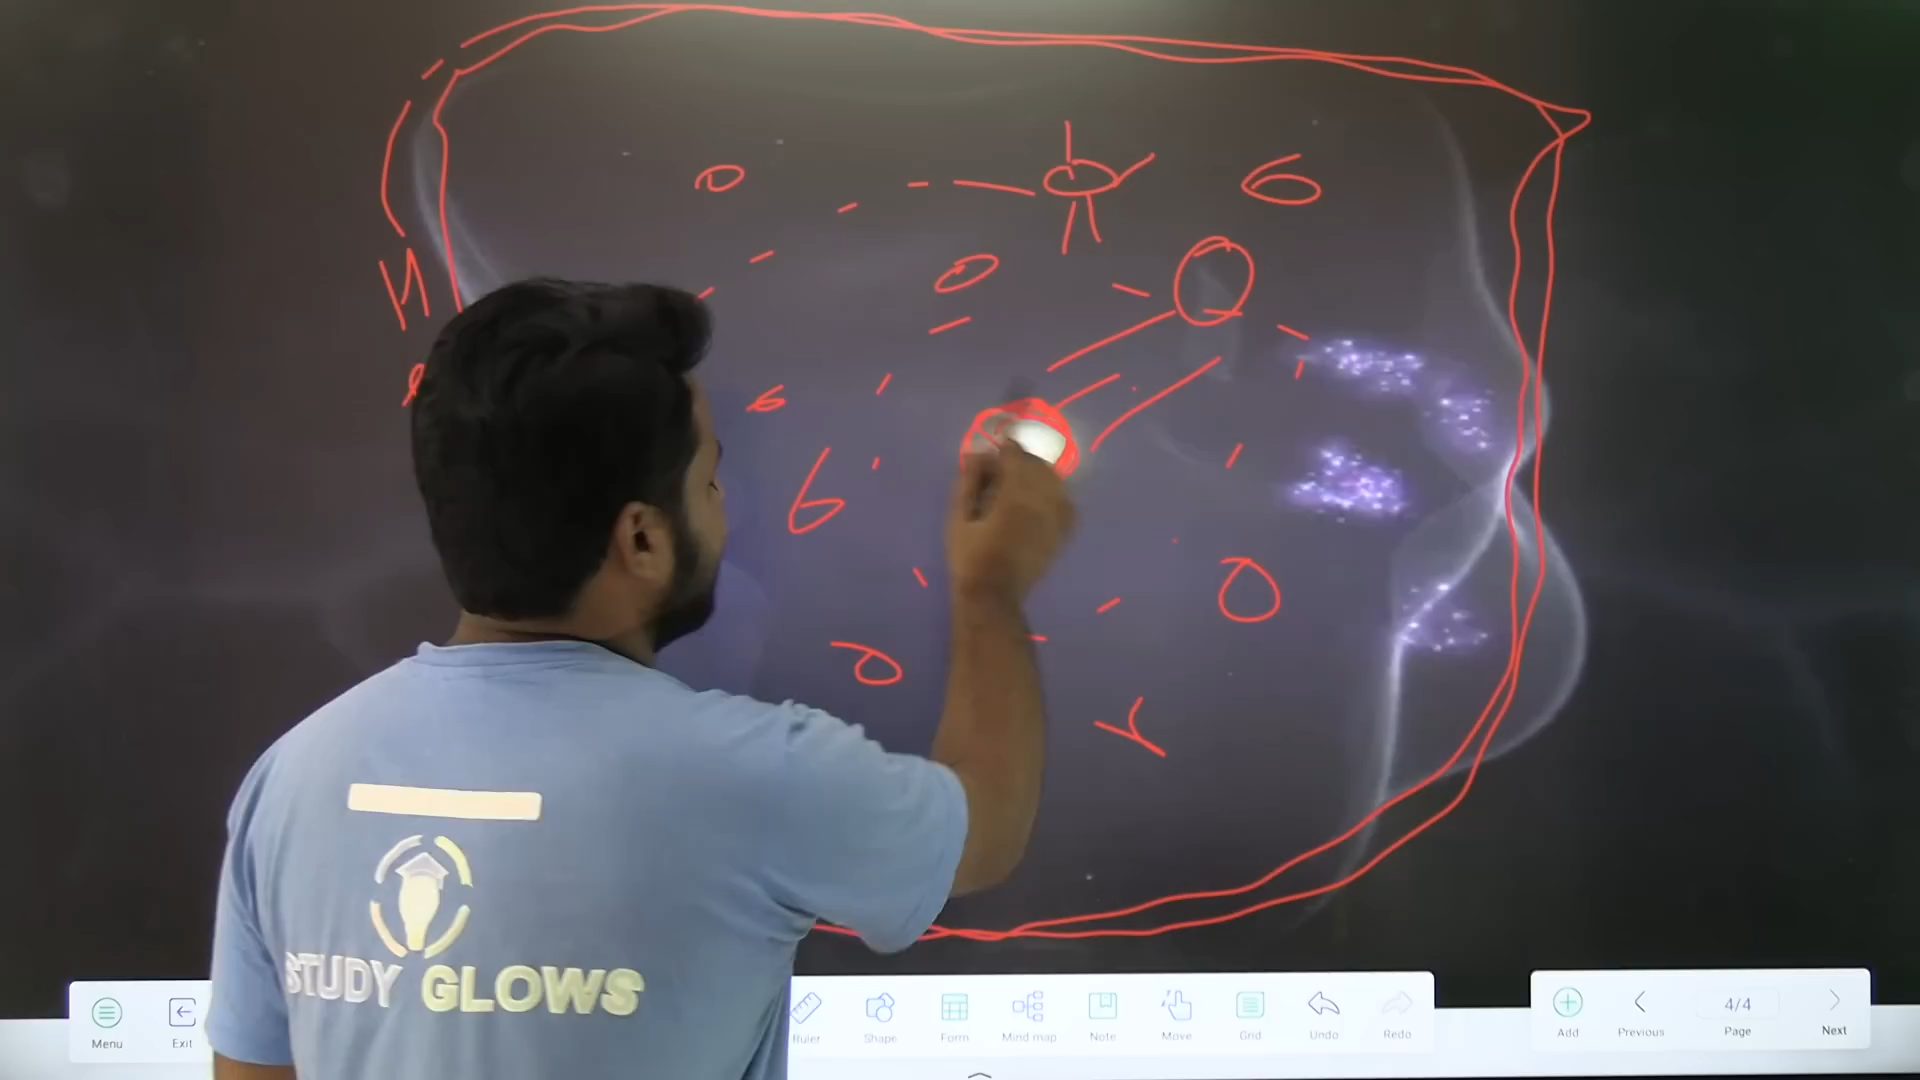 STUDY GLOWS
Menu
Exit
Ruler
Shape
Form
Mind map
Note
Move
Grid
Undo
Redo
Add
Previous
4/4
Page
Next